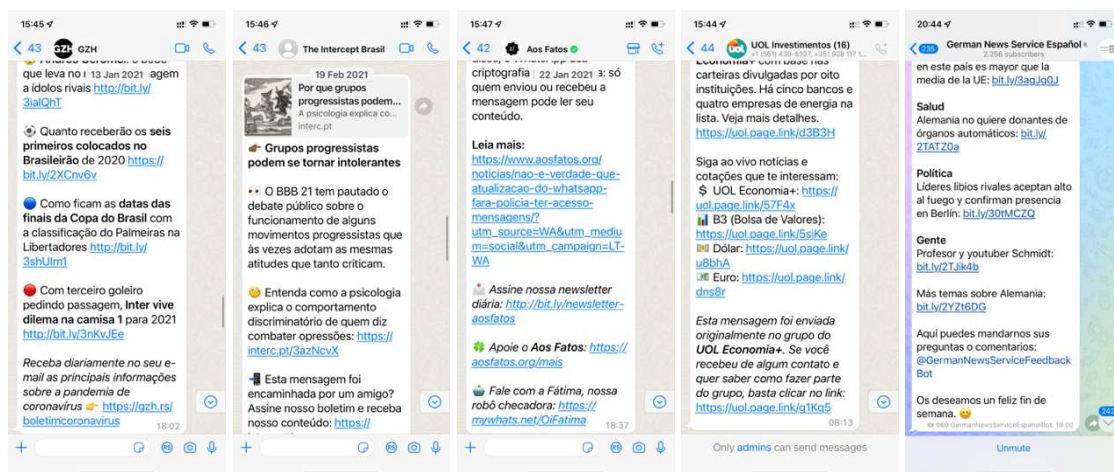 15:45
43
GZH
GZH
que leva no 13 Jan 2021 agem
a ídolos rivais http://bit.ly/
3ialQhT
Quanto receberão os seis
primeiros colocados no
Brasileirão de 2020 https://
bit.ly/2XCnv6v
Como ficam as datas das
finais da Copa do Brasil com
a classificação do Palmeiras na
Libertadores http://bit.ly/
3shUlm1
Com terceiro goleiro
pedindo passagem, Inter vive
dilema na camisa 1 para 2021
http://bit.ly/3nKvJEe
Receba diariamente no seu e-
mail as principais informações
sobre a pandemia de
coronavírus https://gzh.rs/
boletimcoronavirus
18:02
15:46
43
The Intercept Brasil
19 Feb 2021
Por que grupos
progressistas podem...
A psicologia explica co...
interc.pt
Grupos progressistas
podem se tornar intolerantes
O BBB 21 tem pautado o
debate público sobre o
funcionamento de alguns
movimentos progressistas que
às vezes adotam as mesmas
atitudes que tanto criticam.
Entenda como a psicologia
explica o comportamento
discriminatório de quem diz
combater opressões: https://
interc.pt/3azNcvX
Esta mensagem foi
encaminhada por um amigo?
Assine nosso boletim e receba
nosso conteúdo: https://
15:47
42
Aos Fatos
criptografia 22 Jan 2021 a: só
quem enviou ou recebeu a
mensagem pode ler seu
conteúdo.
Leia mais:
https://www.aosfatos.org/
noticias/nao-e-verdade-que-
atualizacao-do-whatsapp-
fara-policia-ter-acesso-
mensagens/?
utm_source=WA&utm_mediu
m=social&utm_campaign=LT-
WA
Assine nossa newsletter
diária: http://bit.ly/newsletter-
aosfatos
Apoie o Aos Fatos: https://
aosfatos.org/mais
Fale com a Fátima, nossa
robô checadora: https://
mywhats.net/OiFatima
18:37
15:44
44
UOL Investimentos (16)
Economia+ com base nas
carteiras divulgadas por oito
instituições. Há cinco bancos e
quatro empresas de energia na
lista. Veja mais detalhes.
https://uol.page.link/d3B3H
Siga ao vivo notícias e
cotações que te interessam:
$ UOL Economia+: https://
uol.page.link/57F4x
B3 (Bolsa de Valores):
https://uol.page.link/5sjKe
Dólar: https://uol.page.link/
u8bhA
Euro: https://uol.page.link/
dns8r
Esta mensagem foi enviada
originalmente no grupo do
UOL Economia+. Se você
recebeu de algum contato e
quer saber como fazer parte
do grupo, basta clicar no link:
https://uol.page.link/g1Kq5
08:13
Only admins can send messages
20:44
235
German News Service Español
2.256 subscribers
en este país es mayor que la
media de la UE: bit.ly/3agJg0J
Salud
Alemania no quiere donantes de
órganos automáticos: bit.ly/
2TATZ0a
Política
Líderes libios rivales aceptan alto
al fuego y confirman presencia
en Berlín: bit.ly/30tMCZQ
Gente
Profesor y youtuber Schmidt:
bit.ly/2TJik4b
Más temas sobre Alemania:
bit.ly/2YZt6DG
Aquí puedes mandarnos sus
preguntas o comentarios:
@GermanNewsServiceFeedback
Bot
Os deseamos un feliz fin de
semana.
669 GermanNewsServiceEspanolBot, 19:00
242
Unmute